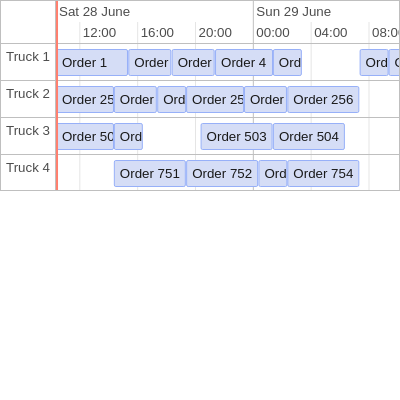 Sat 28 June Sun 29 June
12:00 16:00 20:00 00:00 04:00 08:0
Truck 1 Order 1 Order Order Order 4 Ord Ord
Truck 2 Order 25 Order Ord Order 25 Order Order 256
Truck 3 Order 50 Ord Order 503 Order 504
Truck 4 Order 751 Order 752 Ord Order 754